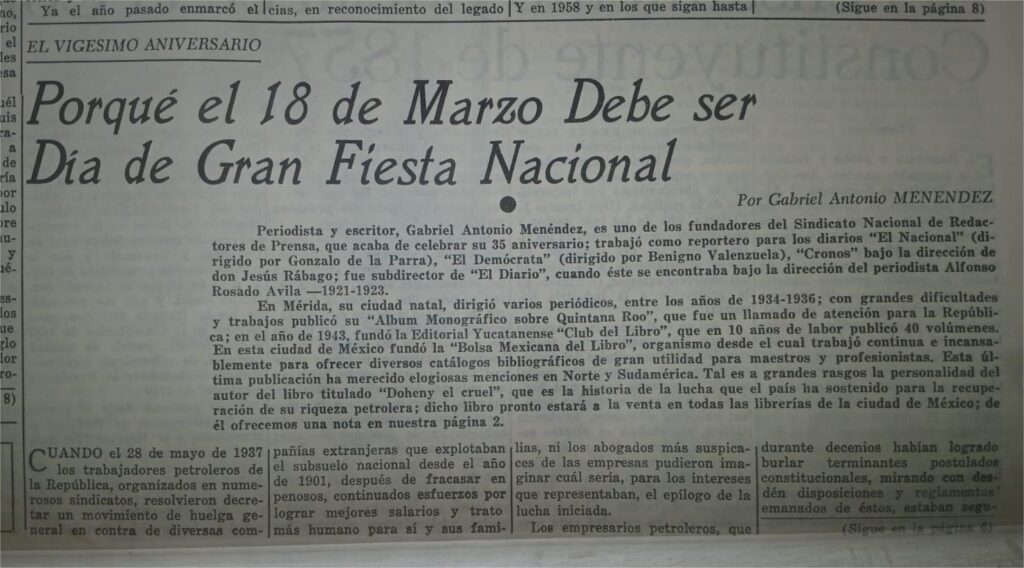 Ya el año pasado enmarcó el
cias, en reconocimiento del legado
Y en 1958 y en los que sigan hasta
(Sigue en la página 8)
EL VIGESIMO ANIVERSARIO
Porqué el 18 de Marzo Debe ser
Día de Gran Fiesta Nacional
Por Gabriel Antonio MENENDEZ
Periodista y escritor, Gabriel Antonio Menéndez, es uno de los fundadores del Sindicato Nacional de Redac-
tores de Prensa, que acaba de celebrar su 35 aniversario; trabajó como reportero para los diarios "El Nacional" (di-
rigido por Gonzalo de la Parra), "El Demócrata" (dirigido por Benigno Valenzuela), "Cronos" bajo la dirección de
don Jesús Rábago; fue subdirector de "El Diario", cuando éste se encontraba bajo la dirección del periodista Alfonso
Rosado Avila —1921-1923.
En Mérida, su ciudad natal, dirigió varios periódicos, entre los años de 1934-1936; con grandes dificultades
y trabajos publicó su "Album Monográfico sobre Quintana Roo", que fue un llamado de atención para la Repúbli-
ca; en el año de 1943, fundó la Editorial Yucatanense "Club del Libro", que en 10 años de labor publicó 40 volúmenes.
En esta ciudad de México fundó la "Bolsa Mexicana del Libro", organismo desde el cual trabajó continua e incansa-
blemente para ofrecer diversos catálogos bibliográficos de gran utilidad para maestros y profesionistas. Esta úl-
tima publicación ha merecido elogiosas menciones en Norte y Sudamérica. Tal es a grandes rasgos la personalidad del
autor del libro titulado "Doheny el cruel", que es la historia de la lucha que el país ha sostenido para la recupe-
ración de su riqueza petrolera; dicho libro pronto estará a la venta en todas las librerías de la ciudad de México; de
él ofrecemos una nota en nuestra página 2.
CUANDO el 28 de mayo de 1937
los trabajadores petroleros de
la República, organizados en nume-
rosos sindicatos, resolvieron decre-
tar un movimiento de huelga ge-
neral en contra de diversas com-
pañías extranjeras que explotaban
el subsuelo nacional desde el año
de 1901, después de fracasar en
penosos, continuados esfuerzos por
lograr mejores salarios y trato
más humano para sí y sus fami-
lias, ni los abogados más suspica-
ces de las empresas pudieron ima-
ginar cuál sería, para los intereses
que representaban, el epílogo de la
lucha iniciada.
Los empresarios petroleros, que
durante decenios habían logrado
burlar terminantes postulados
constitucionales, mirando con des-
dén disposiciones y reglamentos
emanados de éstos, estaban segu-
(Sigue en la página 6)